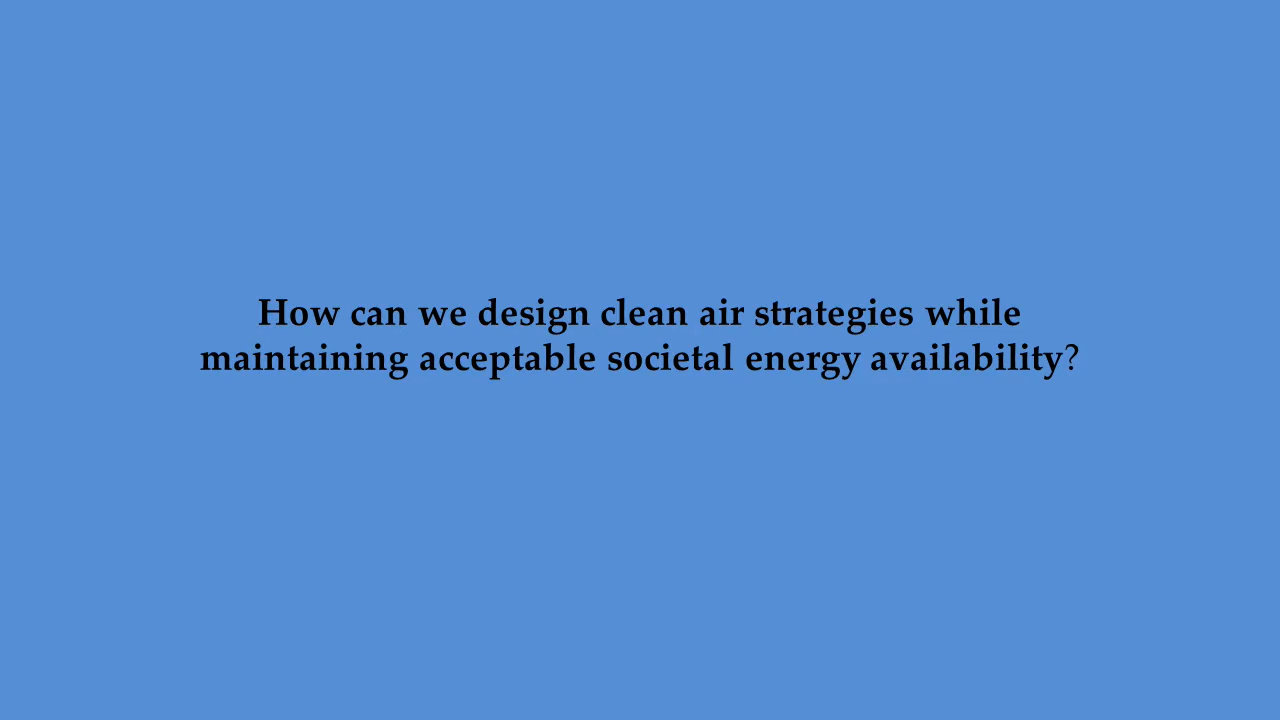 How can we design clean air strategies while
maintaining acceptable societal energy availability?